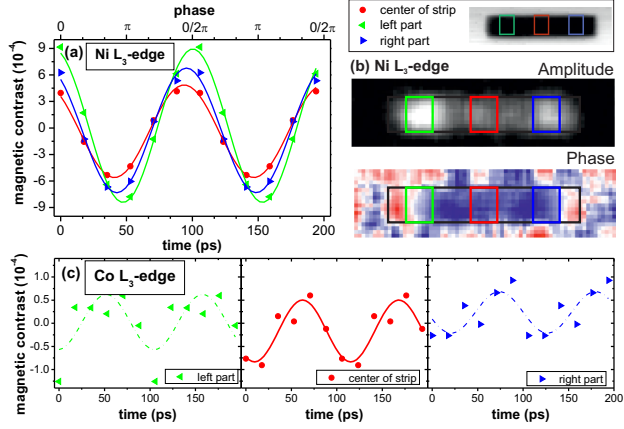 center of strip
left part
right part
phase
0 π 0/2π π 0/2π
(a) Ni L3-edge
magnetic contrast (10⁻⁴)
9
6
3
0
-3
-6
-9
0 50 100 150 200
time (ps)
(b) Ni L3-edge
Amplitude
Phase
(c) Co L3-edge
magnetic contrast (10⁻⁴)
1.0
0.5
0.0
-0.5
-1.0
left part
center of strip
right part
0 50 100 150
0 50 100 150
0 50 100 150 200
time (ps)
time (ps)
time (ps)